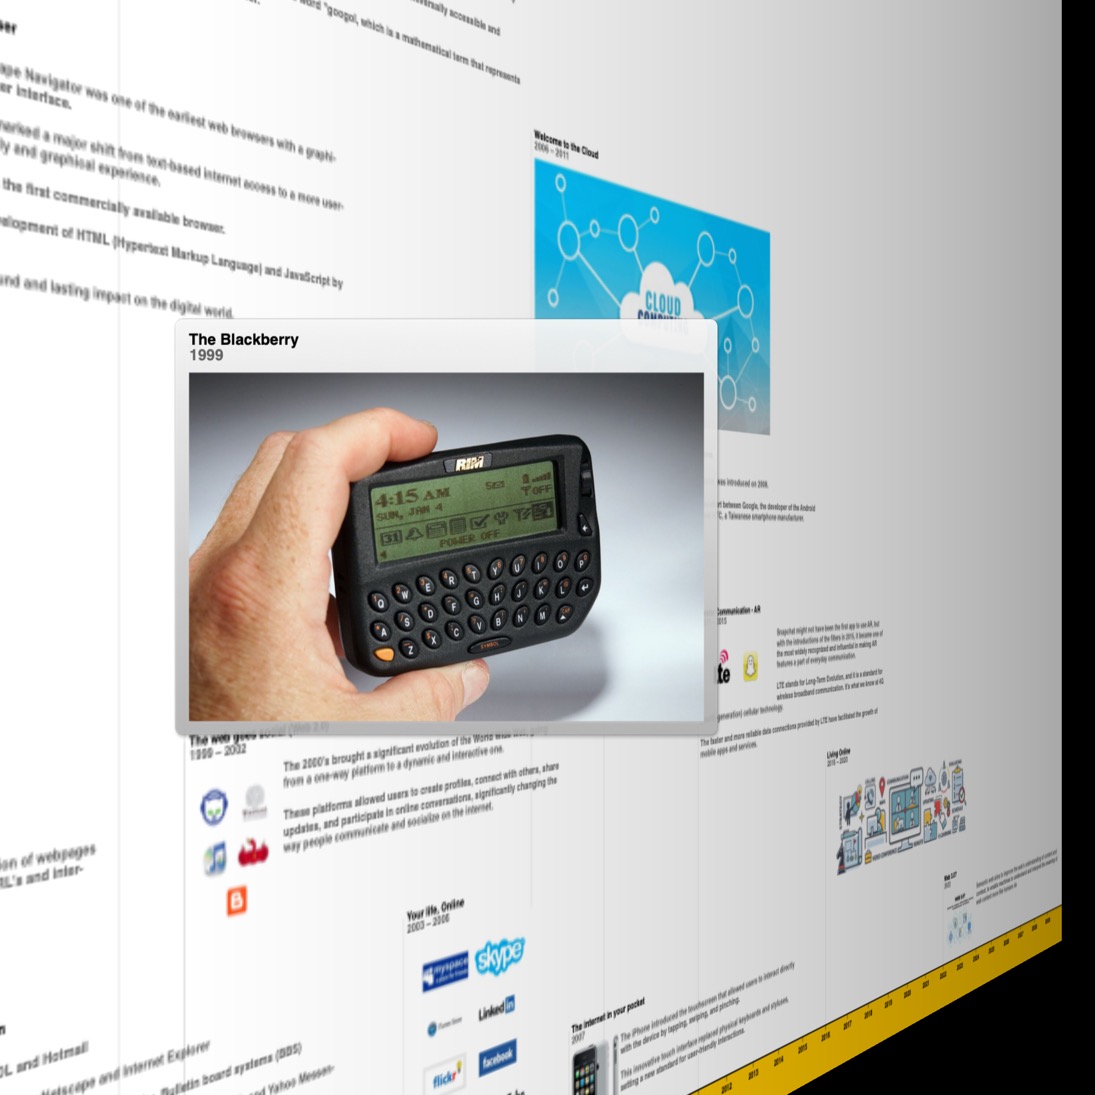 word "googol, which is a mathematical term that represents
ape Navigator was one of the earliest web browsers with a graphi-
er interface.
marked a major shift from text-based internet access to a more user-
ly and graphical experience.
the first commercially available browser.
elopment of HTML (Hypertext Markup Language) and JavaScript by
und and lasting impact on the digital world.
Welcome to the Cloud
2006 – 2011
CLOUD
COMPUTING
The Blackberry
1999
RIM
4:15 AM
SUN, JAN 4
OFF
31
POWER OFF
Q W E R T Y U I O P
A S D F G H J K L
Z X C V B N M
SYMBOL
was introduced on 2008.
rt between Google, the developer of the Android
C, a Taiwanese smartphone manufacturer.
Communication - AR
2015
Snapchat might not have been the first app to use AR, but
with the introductions of the filters in 2015, it became one of
the most widely recognized and influential in making AR
features a part of everyday communication.
LTE stands for Long-Term Evolution, and it is a standard for
wireless broadband communication. It's what we know at 4G
generation) cellular technology.
The faster and more reliable data connections provided by LTE have facilitated the growth of
mobile apps and services.
The web goes social (Web 2.0)
1999 – 2002
The 2000's brought a significant evolution of the World Wide Web
from a one-way platform to a dynamic and interactive one.
These platforms allowed users to create profiles, connect with others, share
updates, and participate in online conversations, significantly changing the
way people communicate and socialize on the internet.
Living Online
ion of webpages
RL's and inter-
Your life, Online
2003 – 2006
myspace
skype
LinkedIn
flickr
facebook
The internet in your pocket
2007
The iPhone introduced the touchscreen that allowed users to interact directly
with the device by tapping, swiping, and pinching.
This innovative touch interface replaced physical keyboards and styluses,
setting a new standard for user-friendly interactions.
OL and Hotmail
Netscape and Internet Explorer
Bulletin board systems (BBS)
and Yahoo Messen-
Web 3.0?
2012 2013 2014 2015 2016 2017 2018 2019 2020 2021 2022 2023 2024 2025 2026